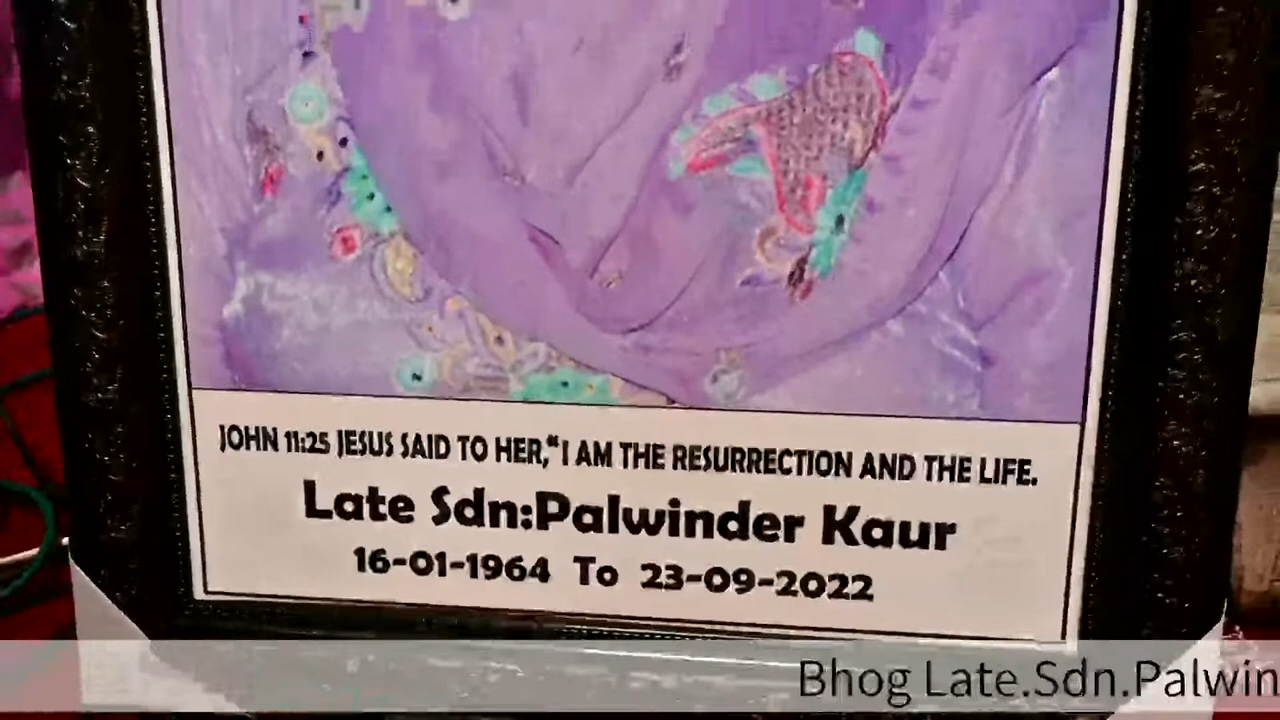 JOHN 11:25 JESUS SAID TO HER,“I AM THE RESURRECTION AND THE LIFE.
Late Sdn:Palwinder Kaur
16-01-1964 To 23-09-2022
Bhog Late.Sdn.Palwin